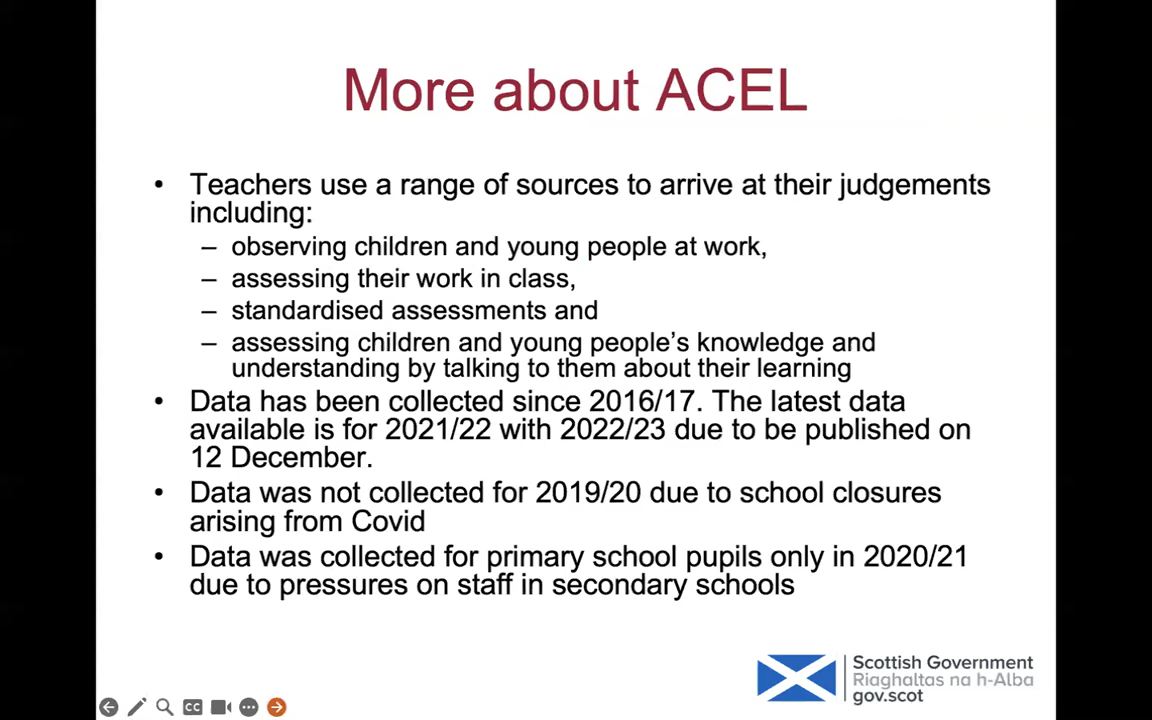 More about ACEL
• Teachers use a range of sources to arrive at their judgements
including:
– observing children and young people at work,
– assessing their work in class,
– standardised assessments and
– assessing children and young people’s knowledge and
understanding by talking to them about their learning
• Data has been collected since 2016/17. The latest data
available is for 2021/22 with 2022/23 due to be published on
12 December.
• Data was not collected for 2019/20 due to school closures
arising from Covid
• Data was collected for primary school pupils only in 2020/21
due to pressures on staff in secondary schools
Scottish Government
Riaghaltas na h-Alba
gov.scot
CC